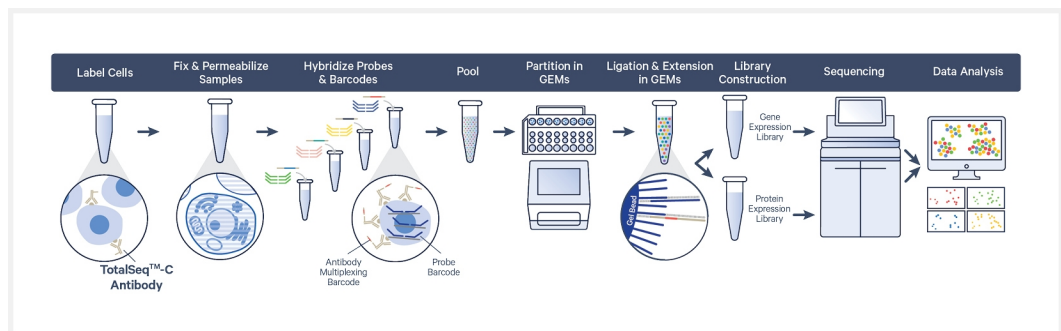 Label Cells
Fix & Permeabilize
Samples
Hybridize Probes
& Barcodes
Pool
Partition in
GEMs
Ligation & Extension
in GEMs
Library
Construction
Sequencing
Data Analysis
Gene
Expression
Library
Protein
Expression
Library
Gel Bead
Antibody
Multiplexing
Barcode
Probe
Barcode
TotalSeq™-C
Antibody